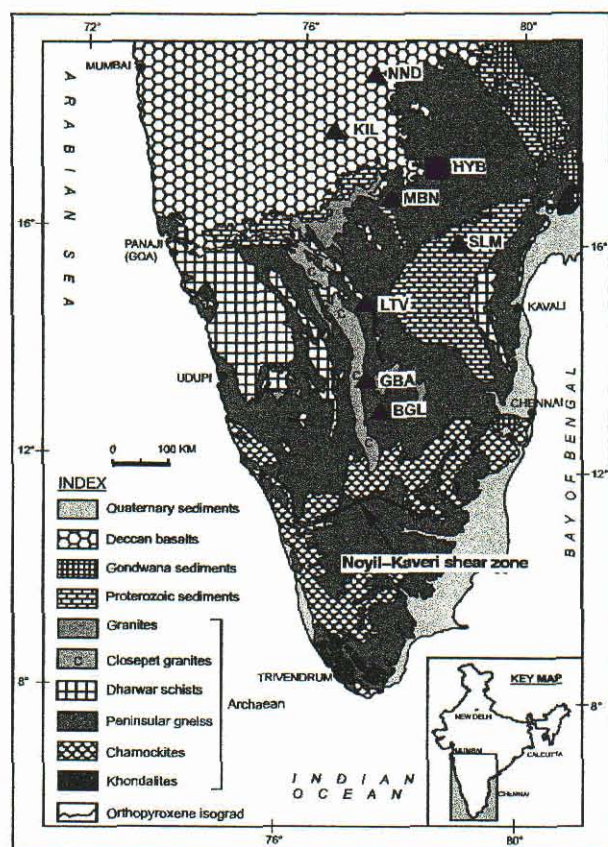 72°
76°
80°
MUMBAI
NND
ARABIAN SEA
KIL
HYB
MBN
16°
16°
PANAJI
(GOA)
SLM
LTV
KAVALI
UDUPI
GBA
CHENNAI
BGL
BAY OF BENGAL
12°
0 100 KM
12°
INDEX
Quaternary sediments
Deccan basalts
Noyil-Kaveri shear zone
Gondwana sediments
Proterozoic sediments
Granites
C Closepet granites
TRIVENDRUM
8°
8°
Dharwar schists
Archaean
Peninsular gneiss
Charnockites
Khondalites
Orthopyroxene isograd
INDIAN
OCEAN
KEY MAP
NEW DELHI
MUMBAI
CALCUTTA
CHENNAI
76°
80°